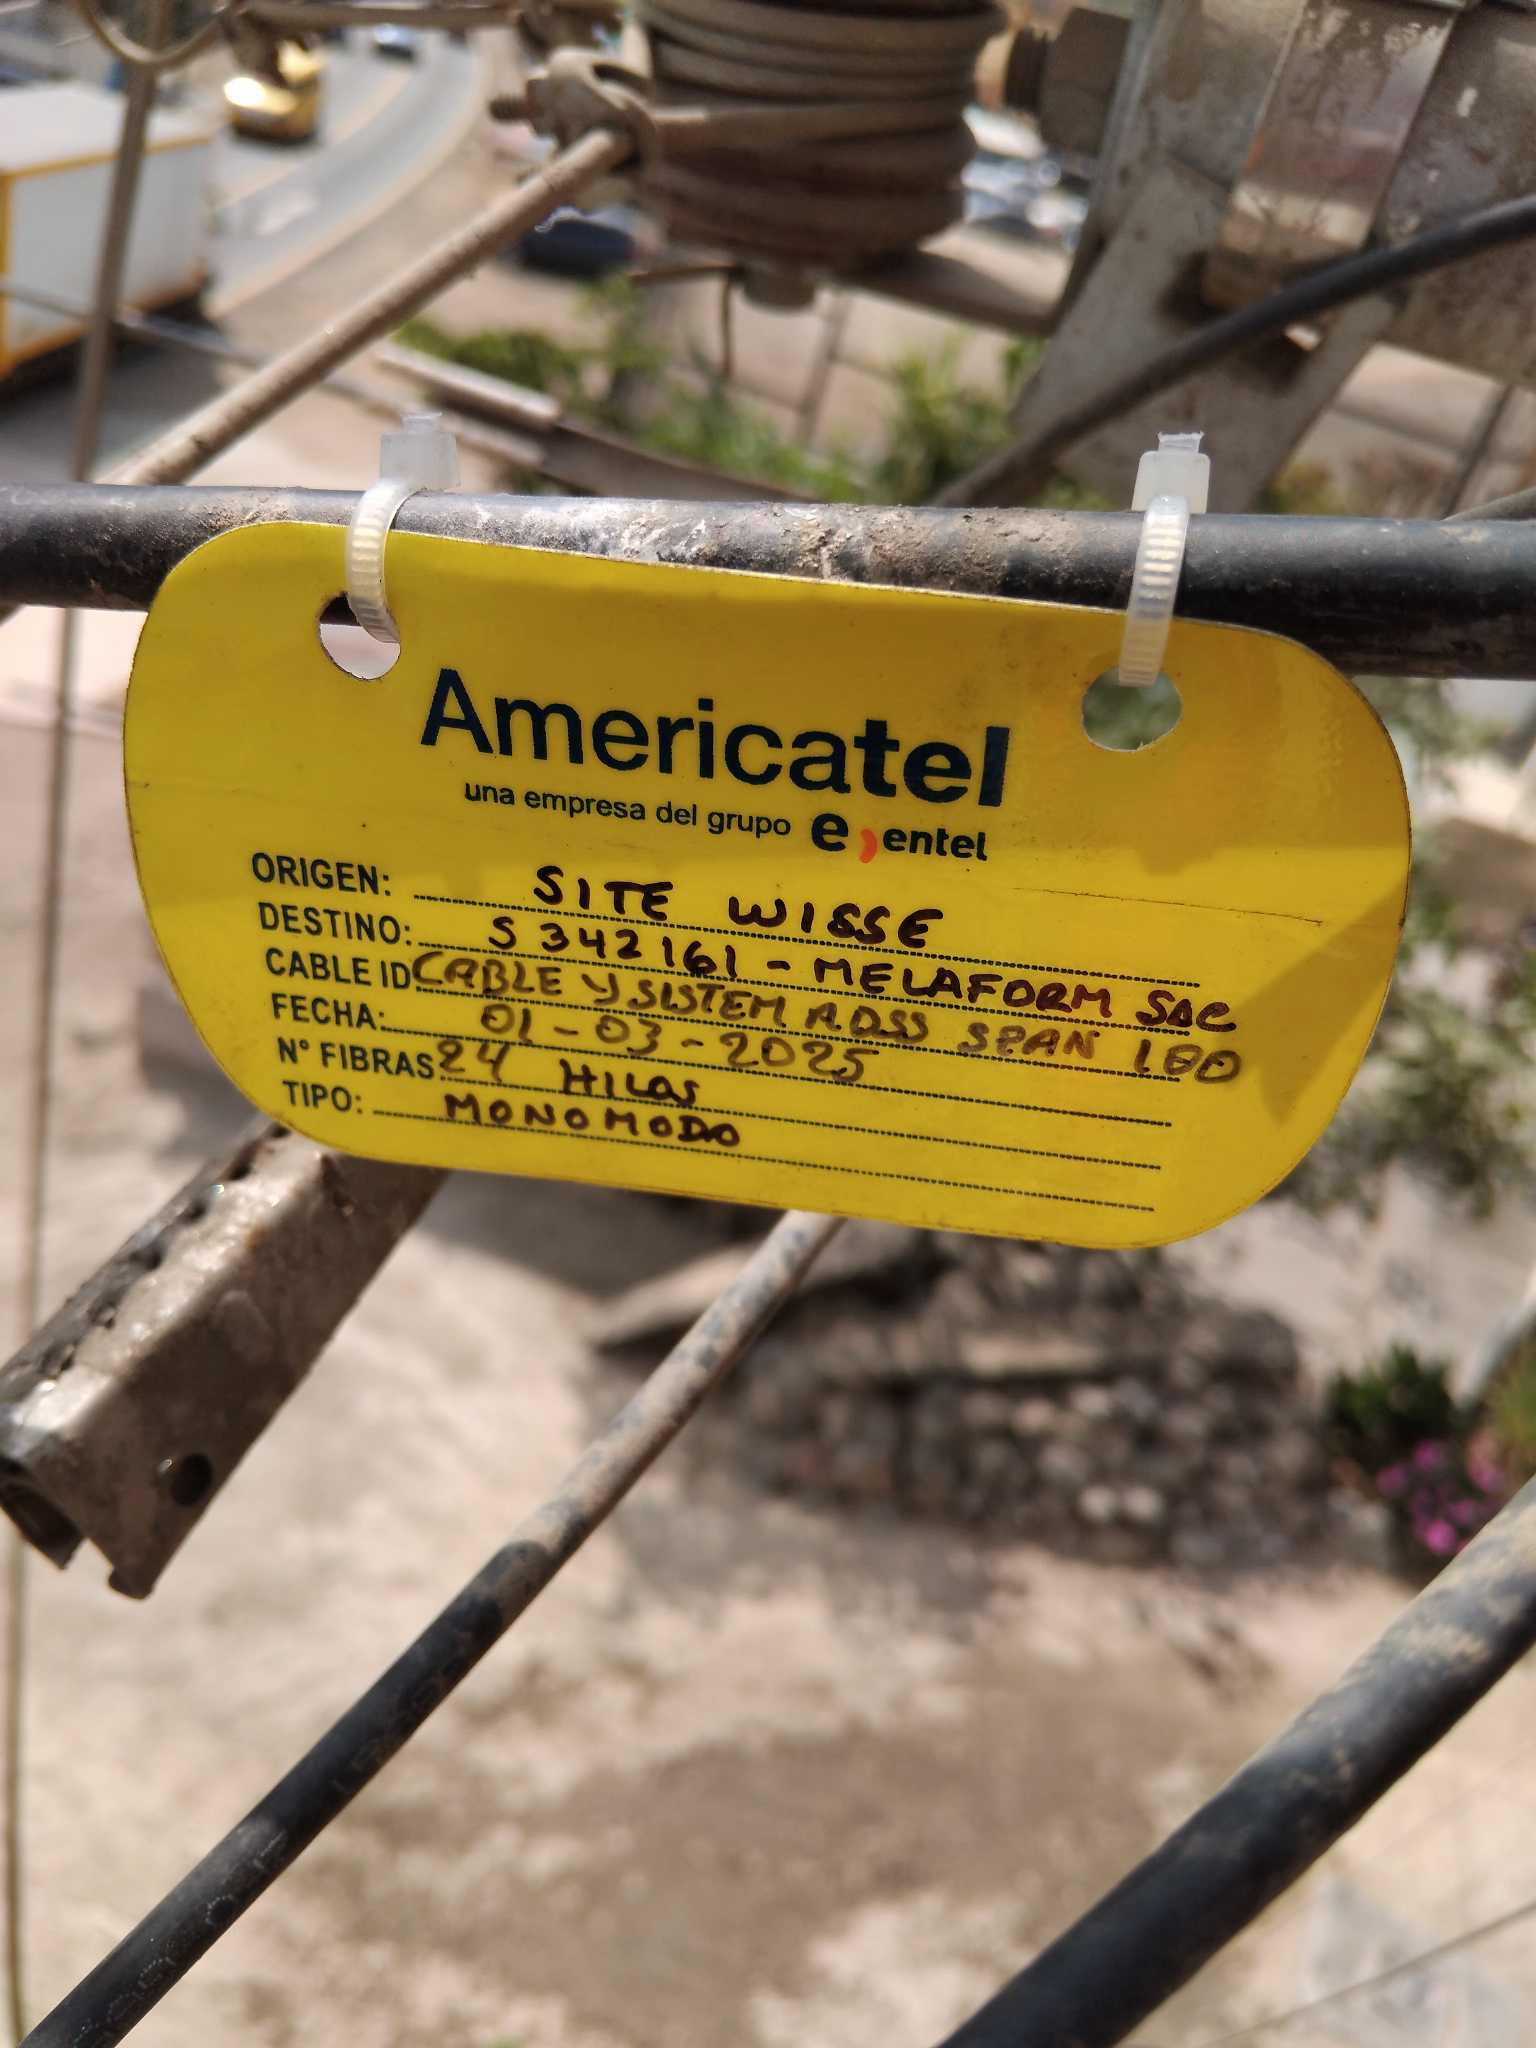 Americatel
una empresa del grupo e) entel
ORIGEN: SITE WISSE
DESTINO: S342161 - MELAFORM SAC
CABLE ID CABLE Y SISTEM ADSS SPAN 100
FECHA: 01-03-2025
N° FIBRAS: 24 HILOS
TIPO: MONOMODO